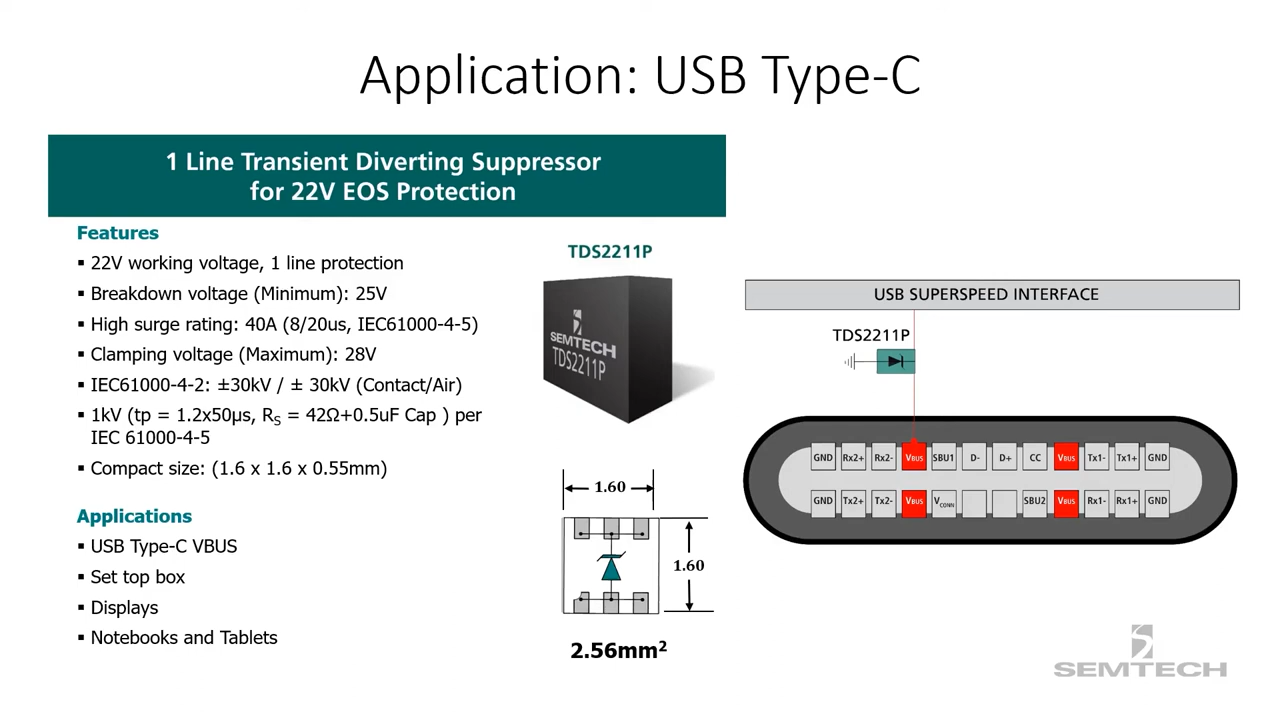 Application: USB Type-C
1 Line Transient Diverting Suppressor
for 22V EOS Protection
Features
▪ 22V working voltage, 1 line protection
▪ Breakdown voltage (Minimum): 25V
▪ High surge rating: 40A (8/20us, IEC61000-4-5)
▪ Clamping voltage (Maximum): 28V
▪ IEC61000-4-2: ±30kV / ± 30kV (Contact/Air)
▪ 1kV (tp = 1.2x50µs, RS = 42Ω+0.5uF Cap ) per
IEC 61000-4-5
▪ Compact size: (1.6 x 1.6 x 0.55mm)
Applications
▪ USB Type-C VBUS
▪ Set top box
▪ Displays
▪ Notebooks and Tablets
TDS2211P
SEMTECH
TDS2211P
1.60
1.60
2.56mm²
USB SUPERSPEED INTERFACE
TDS2211P
GND Rx2+ Rx2- VBUS SBU1 D- D+ CC VBUS Tx1- Tx1+ GND
GND Tx2+ Tx2- VBUS VCONN SBU2 VBUS Rx1- Rx1+ GND
SEMTECH